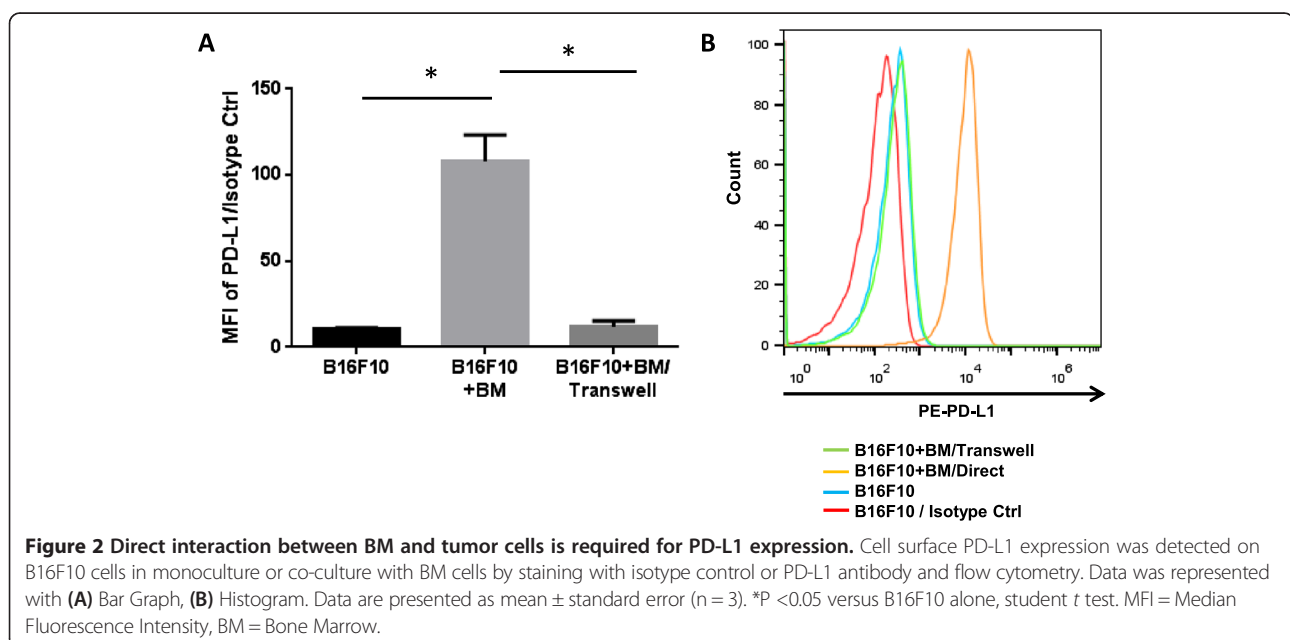 A
B
*
*
MFI of PD-L1/Isotype Ctrl
150
100
50
0
B16F10
B16F10
+BM
B16F10+BM/
Transwell
Count
100
80
60
40
20
0
10^0
10^2
10^4
10^6
PE-PD-L1
B16F10+BM/Transwell
B16F10+BM/Direct
B16F10
B16F10 / Isotype Ctrl
Figure 2 Direct interaction between BM and tumor cells is required for PD-L1 expression. Cell surface PD-L1 expression was detected on
B16F10 cells in monoculture or co-culture with BM cells by staining with isotype control or PD-L1 antibody and flow cytometry. Data was represented
with (A) Bar Graph, (B) Histogram. Data are presented as mean ± standard error (n = 3). *P <0.05 versus B16F10 alone, student t test. MFI = Median
Fluorescence Intensity, BM = Bone Marrow.